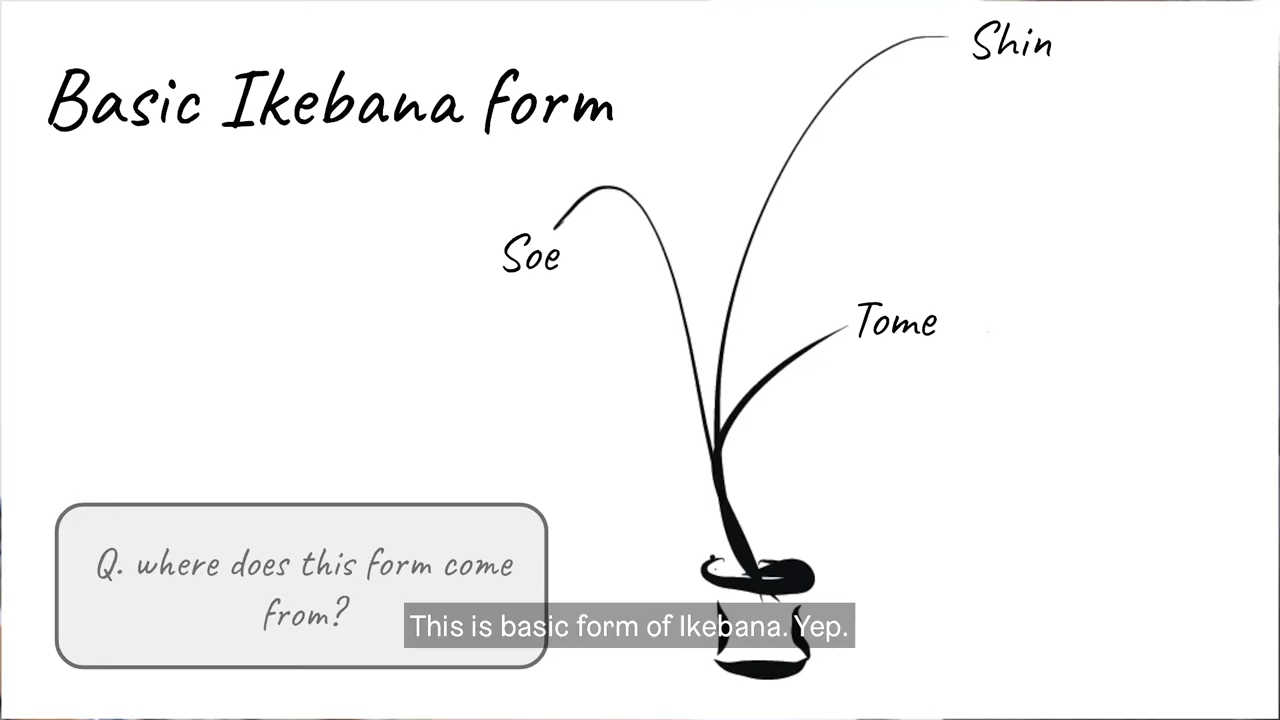 Shin
Basic Ikebana form
Soe
Tome
Q. where does this form come
from?
This is basic form of Ikebana. Yep.